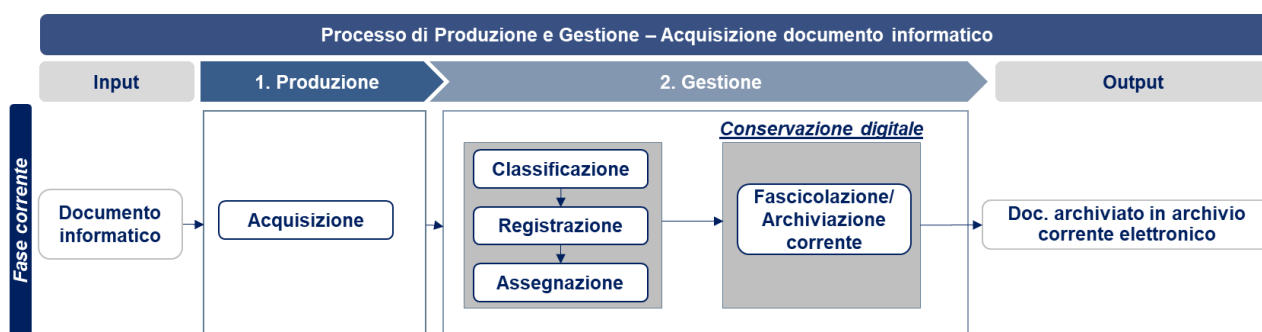 Processo di Produzione e Gestione – Acquisizione documento informatico
Input
1. Produzione
2. Gestione
Output
Fase corrente
Documento
informatico
Acquisizione
Classificazione
Registrazione
Assegnazione
Conservazione digitale
Fascicolazione/
Archiviazione
corrente
Doc. archiviato in archivio
corrente elettronico